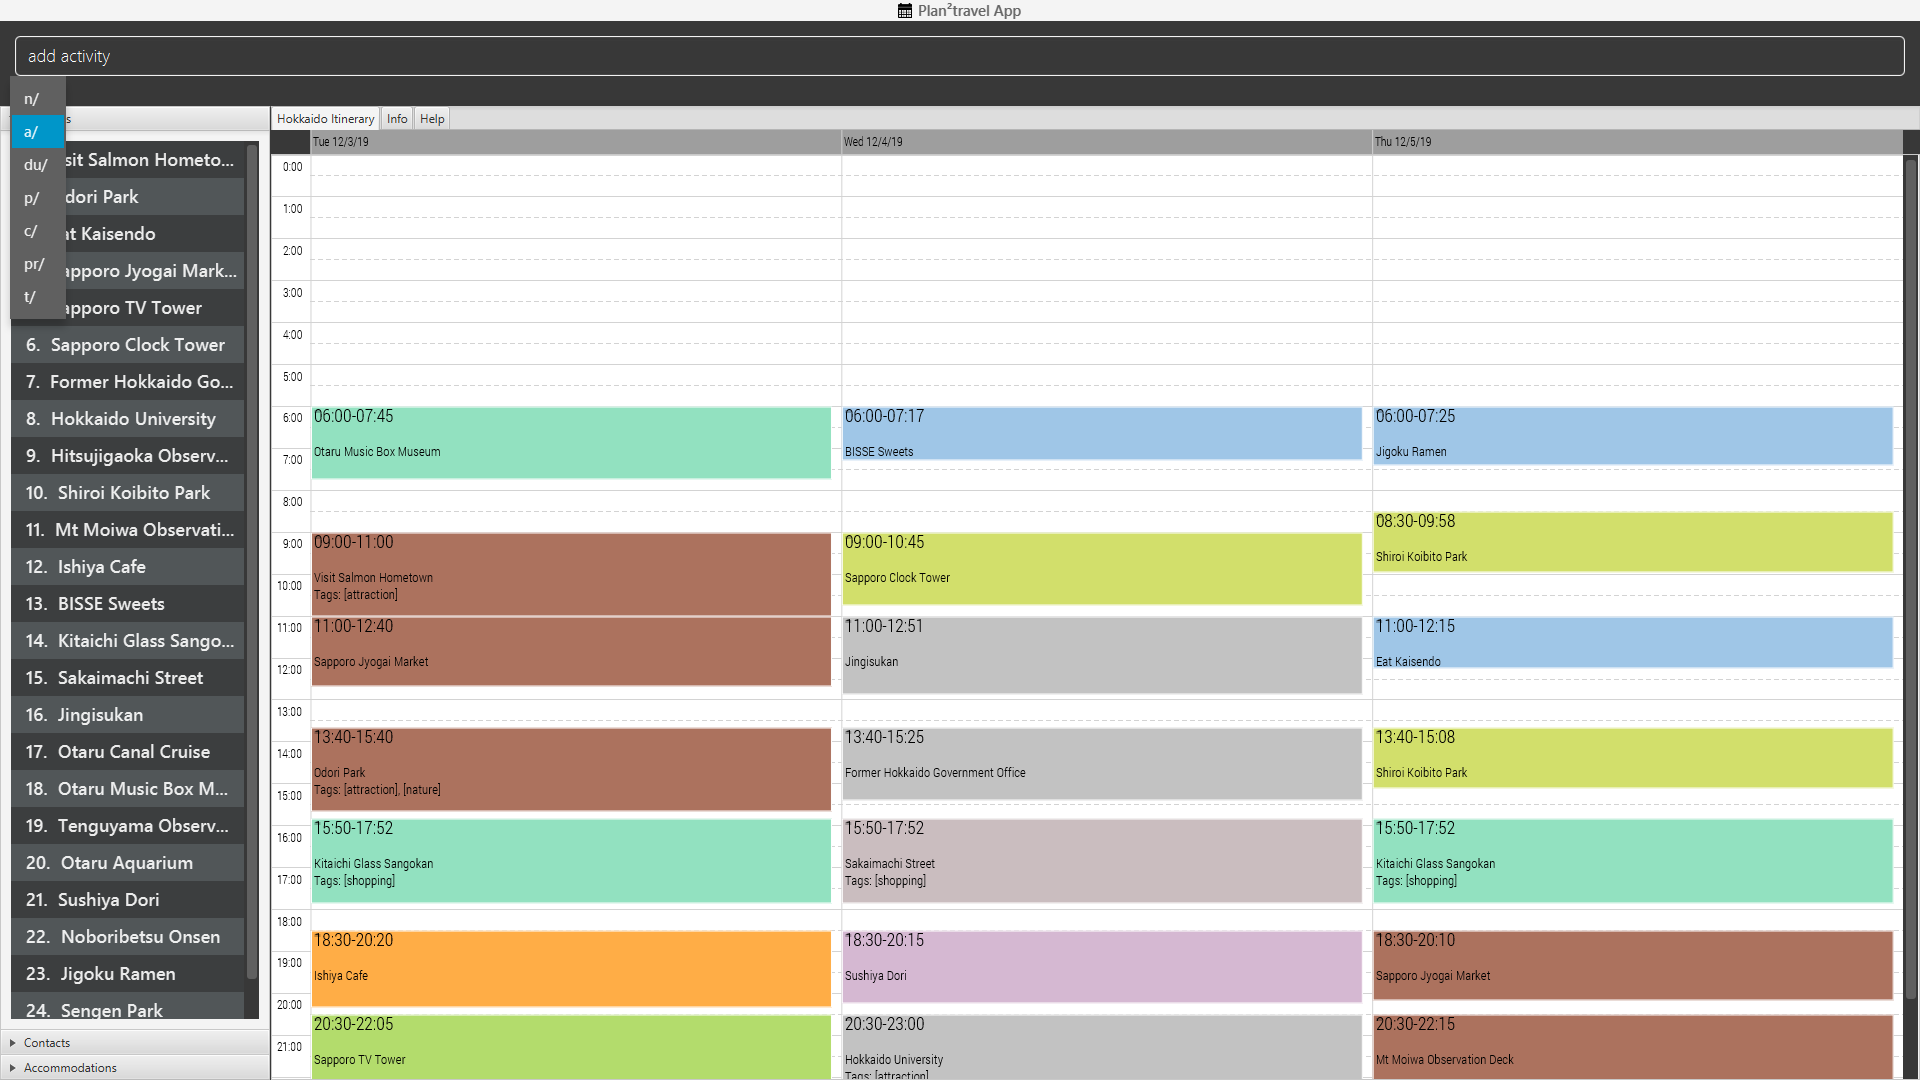 Plan²travel App
add activity
n/
a/
du/
p/
c/
pr/
t/
s
sit Salmon Hometo...
dori Park
at Kaisendo
apporo Jyogai Mark...
apporo TV Tower
6. Sapporo Clock Tower
7. Former Hokkaido Go...
8. Hokkaido University
9. Hitsujigaoka Observ...
10. Shiroi Koibito Park
11. Mt Moiwa Observati...
12. Ishiya Cafe
13. BISSE Sweets
14. Kitaichi Glass Sango...
15. Sakaimachi Street
16. Jingisukan
17. Otaru Canal Cruise
18. Otaru Music Box M...
19. Tenguyama Observ...
20. Otaru Aquarium
21. Sushiya Dori
22. Noboribetsu Onsen
23. Jigoku Ramen
24. Sengen Park
Contacts
Accommodations
Hokkaido Itinerary Info Help
Tue 12/3/19 Wed 12/4/19 Thu 12/5/19
0:00
1:00
2:00
3:00
4:00
5:00
6:00
7:00
8:00
9:00
10:00
11:00
12:00
13:00
14:00
15:00
16:00
17:00
18:00
19:00
20:00
21:00
06:00-07:45
Otaru Music Box Museum
09:00-11:00
Visit Salmon Hometown
Tags: [attraction]
11:00-12:40
Sapporo Jyogai Market
13:40-15:40
Odori Park
Tags: [attraction], [nature]
15:50-17:52
Kitaichi Glass Sangokan
Tags: [shopping]
18:30-20:20
Ishiya Cafe
20:30-22:05
Sapporo TV Tower
06:00-07:17
BISSE Sweets
09:00-10:45
Sapporo Clock Tower
11:00-12:51
Jingisukan
13:40-15:25
Former Hokkaido Government Office
15:50-17:52
Sakaimachi Street
Tags: [shopping]
18:30-20:15
Sushiya Dori
20:30-23:00
Hokkaido University
Tags: [attraction]
06:00-07:25
Jigoku Ramen
08:30-09:58
Shiroi Koibito Park
11:00-12:15
Eat Kaisendo
13:40-15:08
Shiroi Koibito Park
15:50-17:52
Kitaichi Glass Sangokan
Tags: [shopping]
18:30-20:10
Sapporo Jyogai Market
20:30-22:15
Mt Moiwa Observation Deck